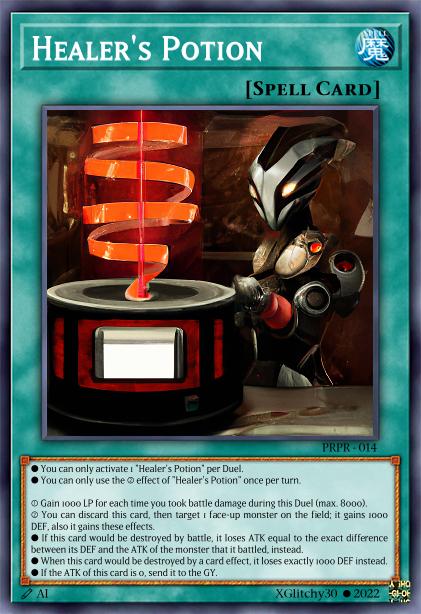 HEALER'S POTION
魔
[SPELL CARD]
PRPR - 014
● You can only activate 1 "Healer's Potion" per Duel.
● You can only use the ② effect of "Healer's Potion" once per turn.
① Gain 1000 LP for each time you took battle damage during this Duel (max. 8000).
② You can discard this card, then target 1 face-up monster on the field; it gains 1000
DEF, also it gains these effects.
● If this card would be destroyed by battle, it loses ATK equal to the exact difference
between its DEF and the ATK of the monster that it battled, instead.
● When this card would be destroyed by a card effect, it loses exactly 1000 DEF instead.
● If the ATK of this card is 0, send it to the GY.
AI
XGlitchy30 ● 2022